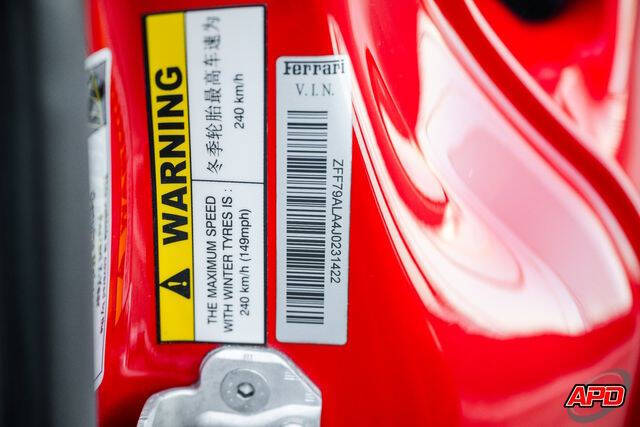 WARNING
冬季轮胎最高车速为
240 km/h
THE MAXIMUM SPEED
WITH WINTER TYRES IS :
240 km/h (149mph)
Ferrari
V.I.N.
ZFF79ALA4J0231422
APD